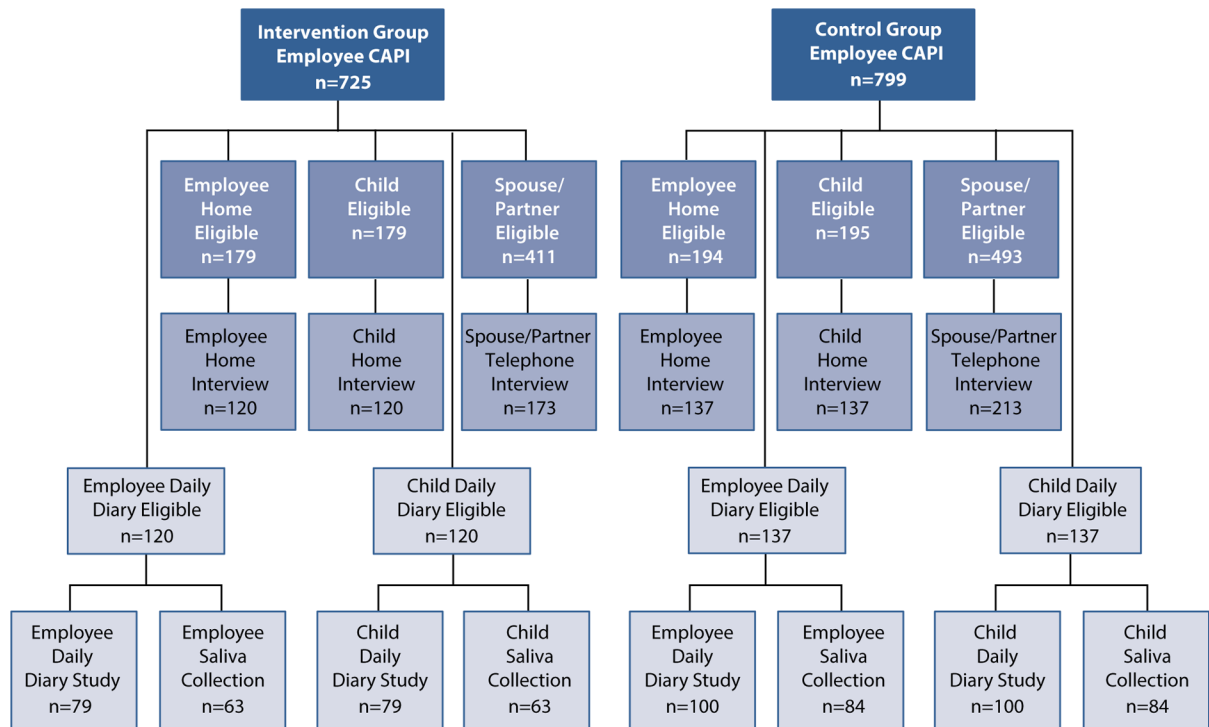 Intervention Group
Employee CAPI
n=725
Control Group
Employee CAPI
n=799
Employee
Home
Eligible
n=179
Child
Eligible
n=179
Spouse/
Partner
Eligible
n=411
Employee
Home
Eligible
n=194
Child
Eligible
n=195
Spouse/
Partner
Eligible
n=493
Employee
Home
Interview
n=120
Child
Home
Interview
n=120
Spouse/Partner
Telephone
Interview
n=173
Employee
Home
Interview
n=137
Child
Home
Interview
n=137
Spouse/Partner
Telephone
Interview
n=213
Employee Daily
Diary Eligible
n=120
Child Daily
Diary Eligible
n=120
Employee Daily
Diary Eligible
n=137
Child Daily
Diary Eligible
n=137
Employee
Daily
Diary Study
n=79
Employee
Saliva
Collection
n=63
Child
Daily
Diary Study
n=79
Child
Saliva
Collection
n=63
Employee
Daily
Diary Study
n=100
Employee
Saliva
Collection
n=84
Child
Daily
Diary Study
n=100
Child
Saliva
Collection
n=84